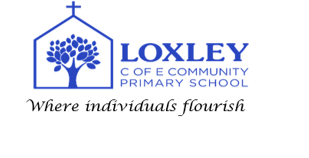 LOXLEY
C OF E COMMUNITY
PRIMARY SCHOOL
Where individuals flourish